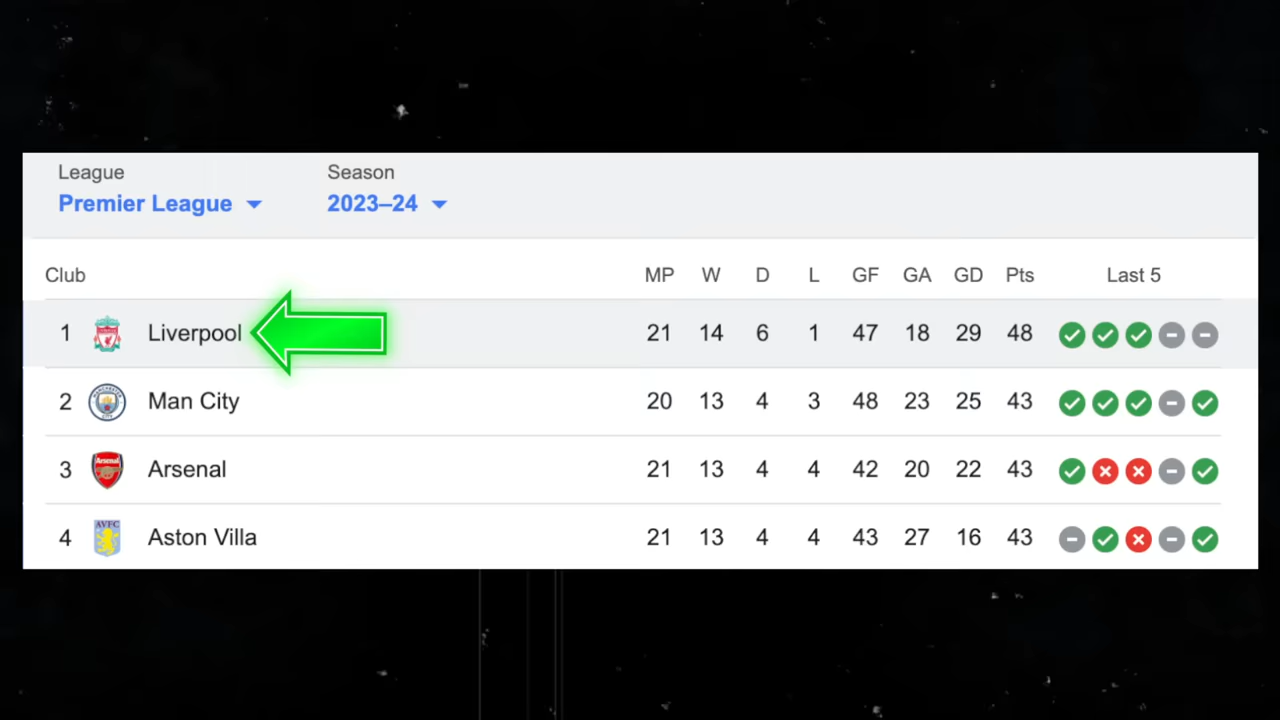 League Season
Premier League 2023–24
Club MP W D L GF GA GD Pts Last 5
1 Liverpool 21 14 6 1 47 18 29 48
2 Man City 20 13 4 3 48 23 25 43
3 Arsenal 21 13 4 4 42 20 22 43
4 AVFC Aston Villa 21 13 4 4 43 27 16 43